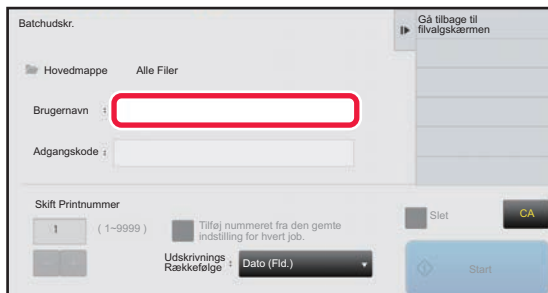 Batchudskr.
Gå tilbage til
filvalgskærmen
Hovedmappe Alle Filer
Brugernavn :
Adgangskode :
Skift Printnummer
1 ( 1~9999 )
Tilføj nummeret fra den gemte
indstilling for hvert job.
Udskrivnings
Rækkefølge : Dato (Fld.)
Slet
CA
Start